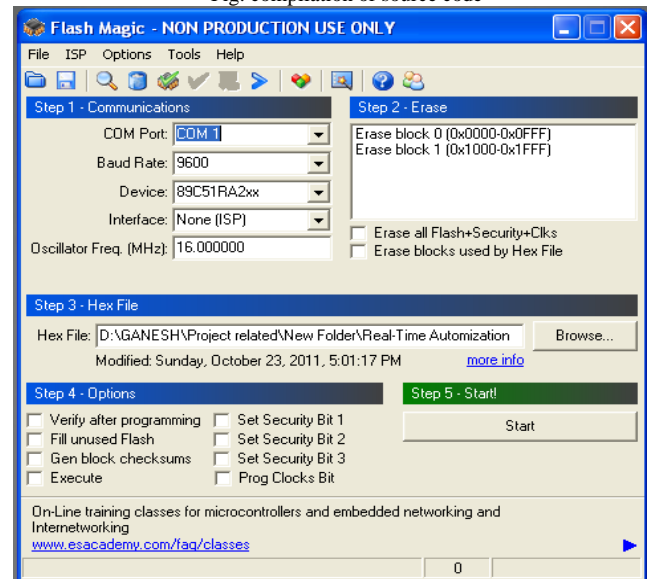 Fig. compilation of source code
Flash Magic - NON PRODUCTION USE ONLY
File ISP Options Tools Help
Step 1 - Communications
COM Port: COM 1
Baud Rate: 9600
Device: 89C51RA2xx
Interface: None (ISP)
Oscillator Freq. (MHz): 16.000000
Step 2 - Erase
Erase block 0 (0x0000-0x0FFF)
Erase block 1 (0x1000-0x1FFF)
Erase all Flash+Security+Clks
Erase blocks used by Hex File
Step 3 - Hex File
Hex File: D:\GANESH\Project related\New Folder\Real-Time Automization Browse...
Modified: Sunday, October 23, 2011, 5:01:17 PM more info
Step 4 - Options
Verify after programming Set Security Bit 1
Fill unused Flash Set Security Bit 2
Gen block checksums Set Security Bit 3
Execute Prog Clocks Bit
Step 5 - Start!
Start
On-Line training classes for microcontrollers and embedded networking and
Internetworking
www.esacademy.com/faq/classes
0